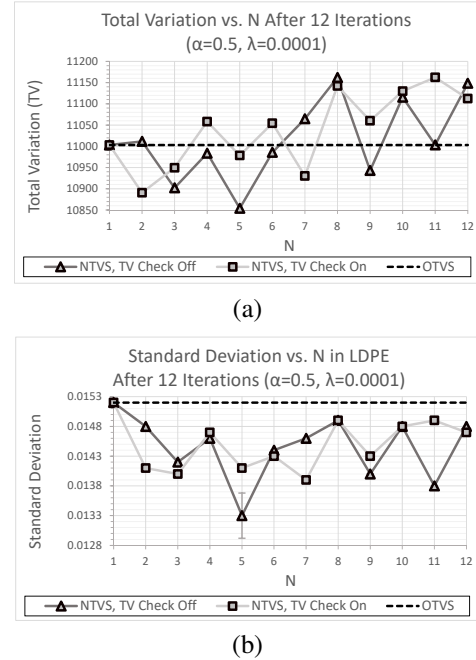 Total Variation vs. N After 12 Iterations
(α=0.5, λ=0.0001)
Total Variation (TV)
11200
11150
11100
11050
11000
10950
10900
10850
1 2 3 4 5 6 7 8 9 10 11 12
N
NTVS, TV Check Off NTVS, TV Check On OTVS
(a)
Standard Deviation vs. N in LDPE
After 12 Iterations (α=0.5, λ=0.0001)
Standard Deviation
0.0153
0.0148
0.0143
0.0138
0.0133
0.0128
1 2 3 4 5 6 7 8 9 10 11 12
N
NTVS, TV Check Off NTVS, TV Check On OTVS
(b)